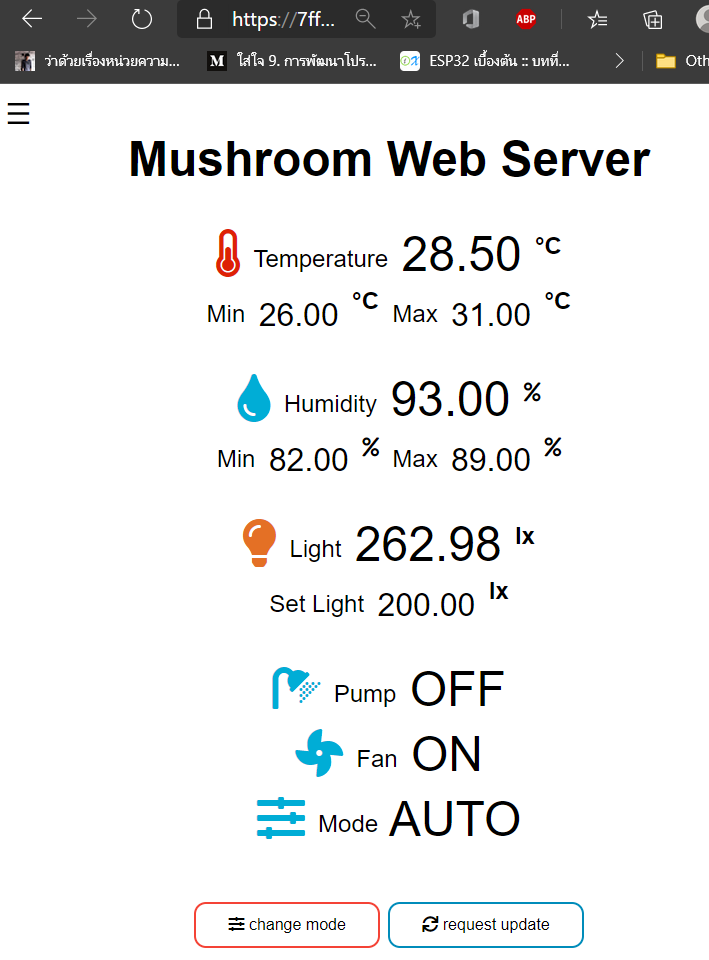 https://7ff...
ABP
ว่าด้วยเรื่องหน่วยความ... M ใส่ใจ 9. การพัฒนาโปร... ESP32 เบื้องต้น :: บทที่... Oth
Mushroom Web Server
Temperature 28.50 °C
Min 26.00 °C Max 31.00 °C
Humidity 93.00 %
Min 82.00 % Max 89.00 %
Light 262.98 lx
Set Light 200.00 lx
Pump OFF
Fan ON
Mode AUTO
change mode request update